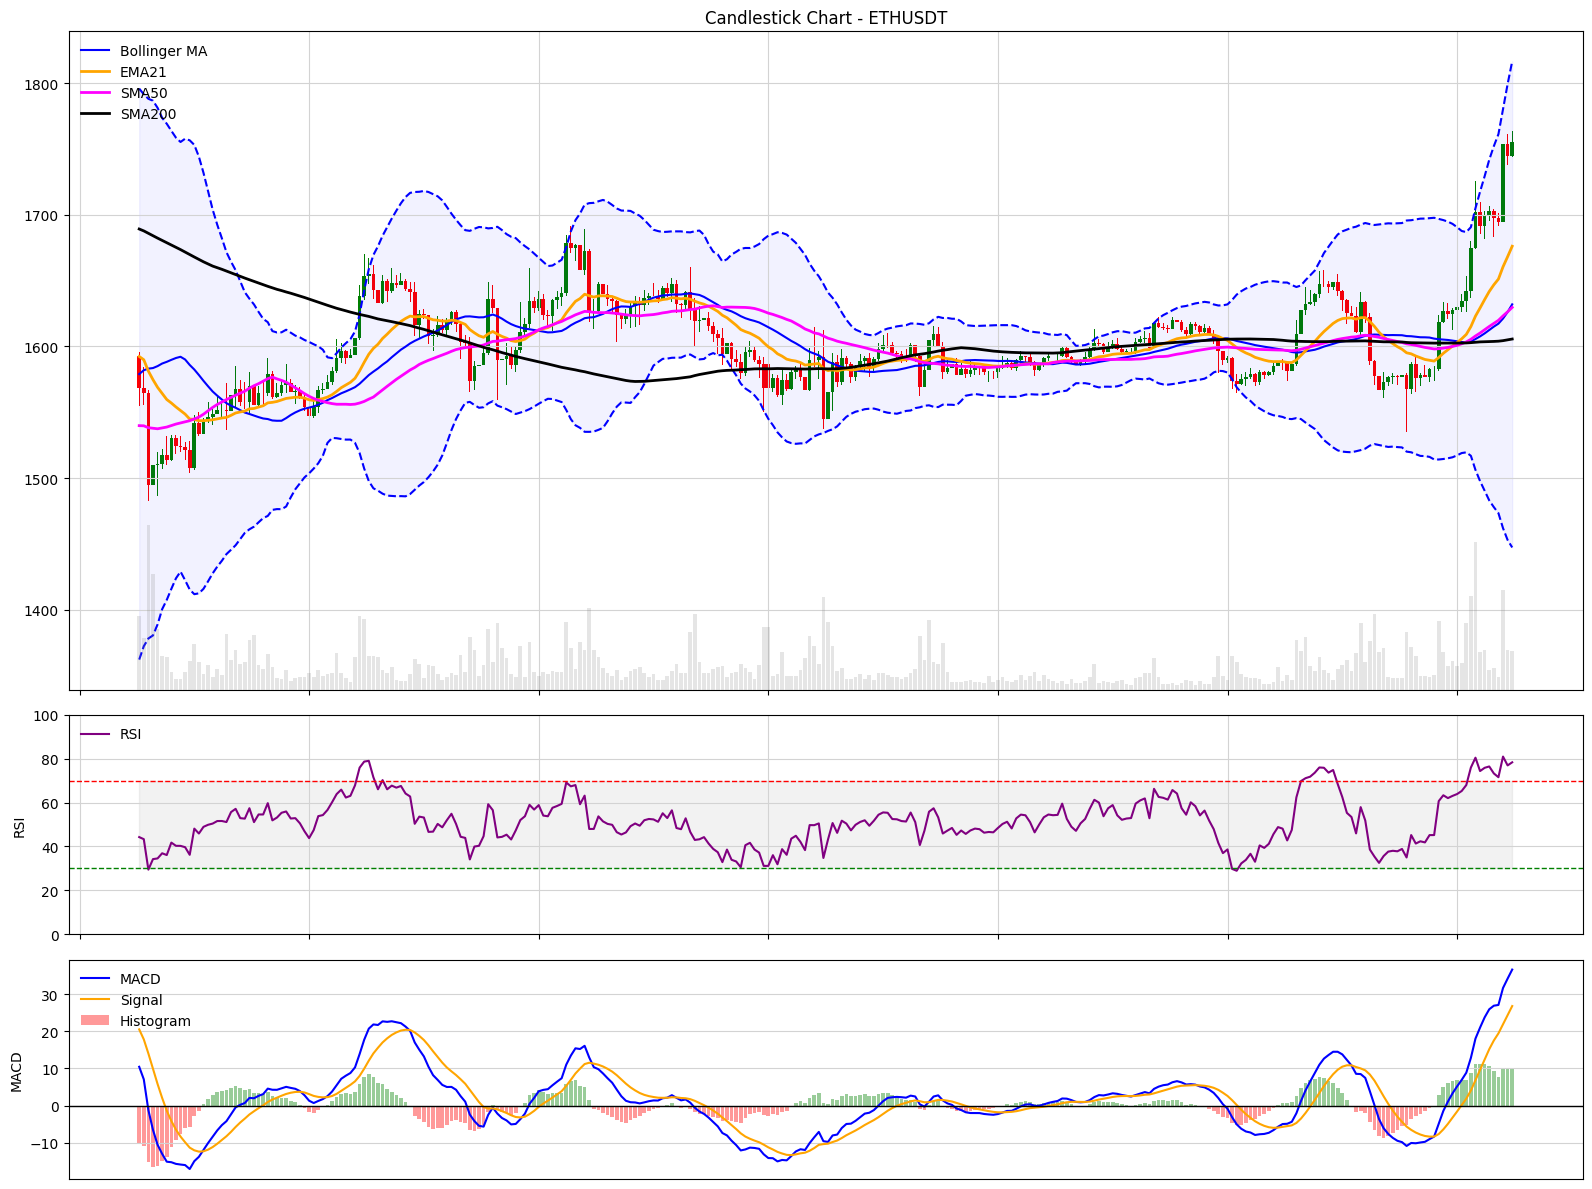 Candlestick Chart - ETHUSDT
Bollinger MA
EMA21
SMA50
SMA200
1800
1700
1600
1500
1400
RSI
100
80
60
40
20
0
RSI
MACD
Signal
Histogram
30
20
10
0
−10
MACD